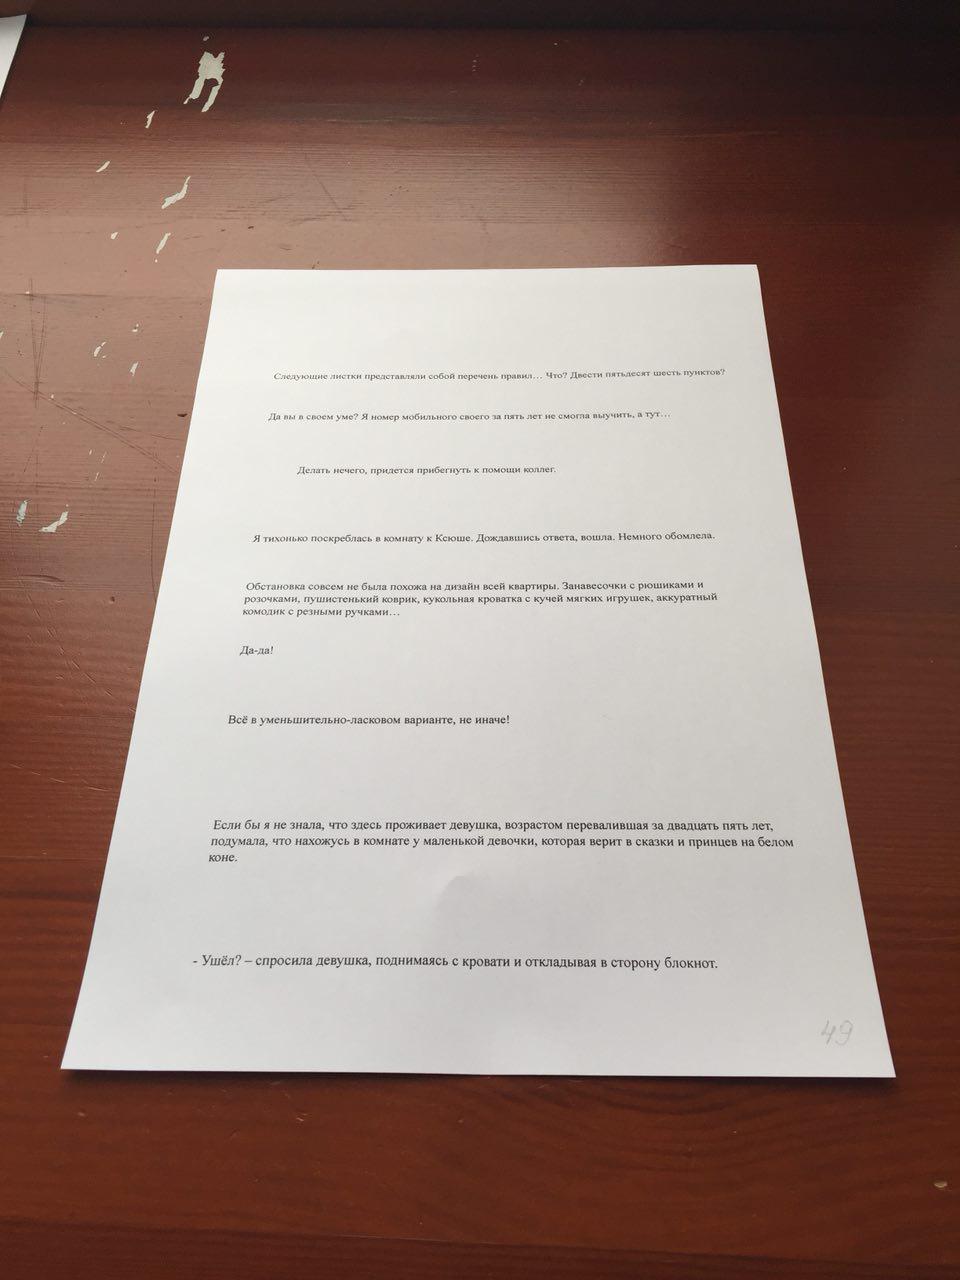 Следующие листки представляли собой перечень правил… Что? Двести пятьдесят шесть пунктов?
Да вы в своем уме? Я номер мобильного своего за пять лет не смогла выучить, а тут…
Делать нечего, придется прибегнуть к помощи коллег.
Я тихонько поскреблась в комнату к Ксюше. Дождавшись ответа, вошла. Немного обомлела.
Обстановка совсем не была похожа на дизайн всей квартиры. Занавесочки с рюшиками и
розочками, пушистенький коврик, кукольная кроватка с кучей мягких игрушек, аккуратный
комодик с резными ручками…
Да-да!
Всё в уменьшительно-ласковом варианте, не иначе!
Если бы я не знала, что здесь проживает девушка, возрастом перевалившая за двадцать пять лет,
подумала, что нахожусь в комнате у маленькой девочки, которая верит в сказки и принцев на белом
коне.
- Ушёл? – спросила девушка, поднимаясь с кровати и откладывая в сторону блокнот.
49